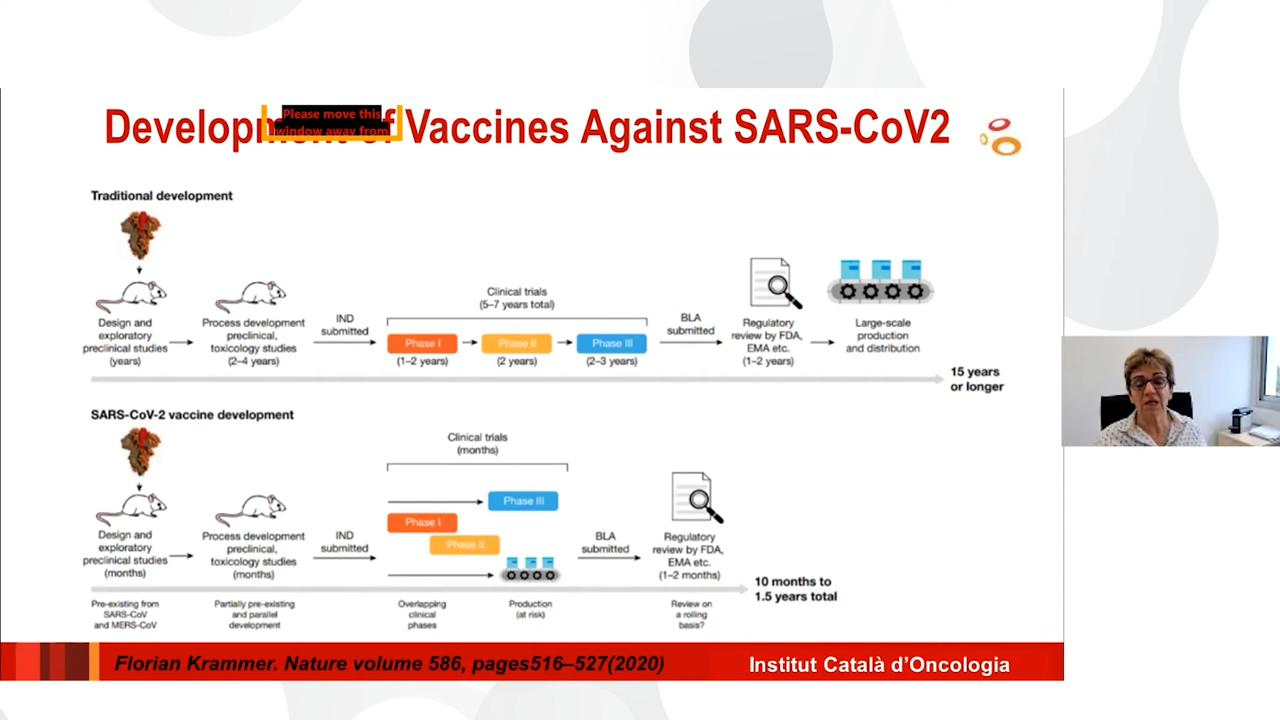 Development of Vaccines Against SARS-CoV2
Please move this
window away from
Traditional development
Clinical trials
(5–7 years total)
Design and
exploratory
preclinical studies
(years)
Process development
preclinical,
toxicology studies
(2–4 years)
IND
submitted
Phase I
(1–2 years)
Phase II
(2 years)
Phase III
(2–3 years)
BLA
submitted
Regulatory
review by FDA,
EMA etc.
(1–2 years)
Large-scale
production
and distribution
15 years
or longer
SARS-CoV-2 vaccine development
Clinical trials
(months)
Design and
exploratory
preclinical studies
(months)
Process development
preclinical,
toxicology studies
(months)
IND
submitted
Phase III
Phase I
Phase II
BLA
submitted
Regulatory
review by FDA,
EMA etc.
(1–2 months)
10 months to
1.5 years total
Pre-existing from
SARS-CoV
and MERS-CoV
Partially pre-existing
and parallel
development
Overlapping
clinical
phases
Production
(at risk)
Review on
a rolling
basis?
Florian Krammer. Nature volume 586, pages516–527(2020)
Institut Català d'Oncologia